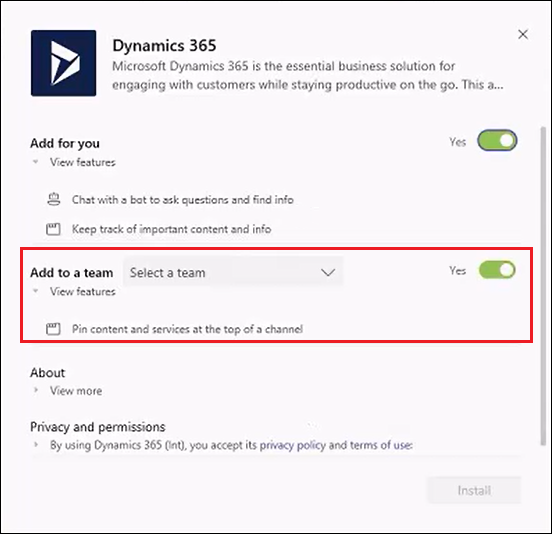 Dynamics 365
Microsoft Dynamics 365 is the essential business solution for
engaging with customers while staying productive on the go. This a...
Add for you
Yes
View features
Chat with a bot to ask questions and find info
Keep track of important content and info
Add to a team
Select a team
Yes
View features
Pin content and services at the top of a channel
About
View more
Privacy and permissions
By using Dynamics 365 (Int), you accept its privacy policy and terms of use.
Install